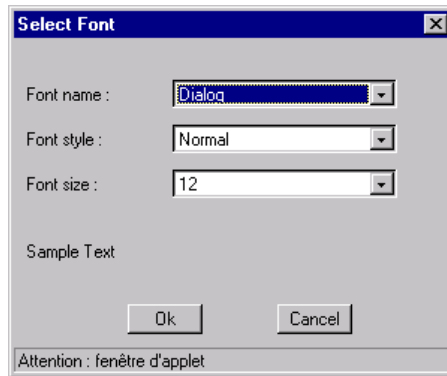 Select Font
Font name : Dialog
Font style : Normal
Font size : 12
Sample Text
Ok Cancel
Attention : fenêtre d'applet